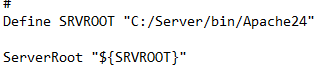 #
Define SRVROOT "C:/Server/bin/Apache24"
ServerRoot "${SRVROOT}"